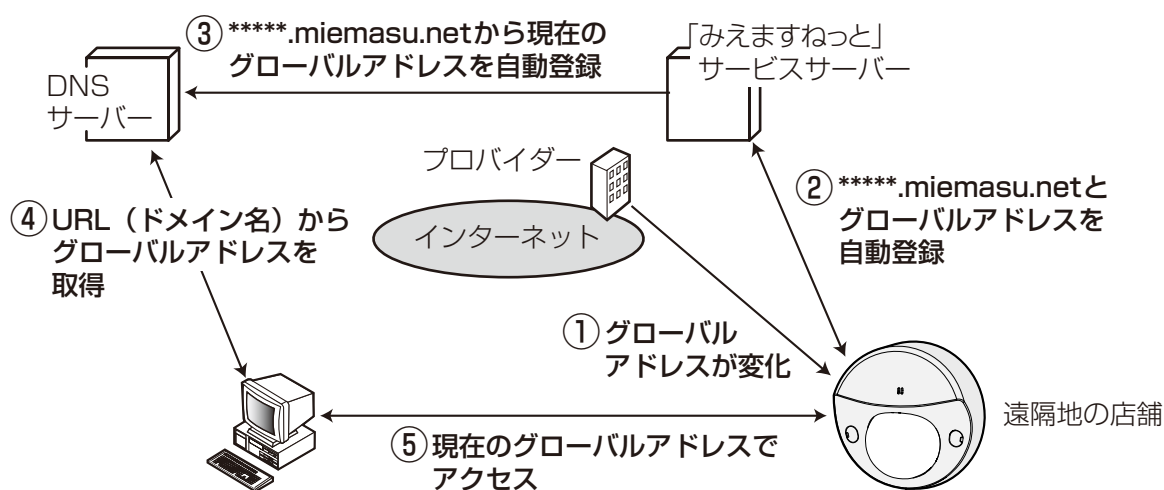 ③*****.miemasu.netから現在の
グローバルアドレスを自動登録
「みえますねっと」
サービスサーバー
DNS
サーバー
プロバイダー
②*****.miemasu.netと
グローバルアドレスを
自動登録
④URL（ドメイン名）から
グローバルアドレスを
取得
インターネット
①グローバル
アドレスが変化
遠隔地の店舗
⑤現在のグローバルアドレスで
アクセス